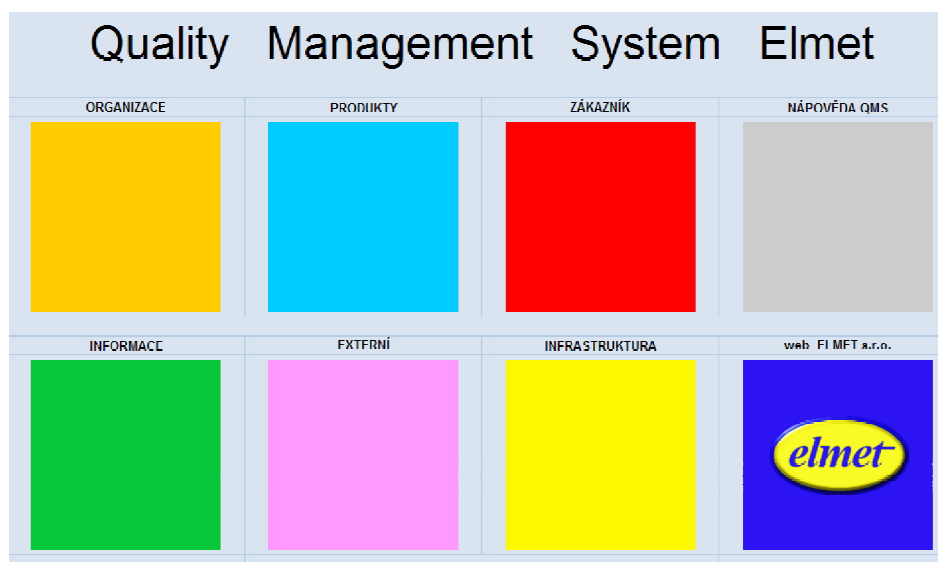 Quality Management System Elmet
ORGANIZACE PRODUKTY ZÁKAZNÍK NÁPOVĚDA QMS
INFORMACE EXTERNÍ INFRASTRUKTURA web ELMET a.r.o.
elmet